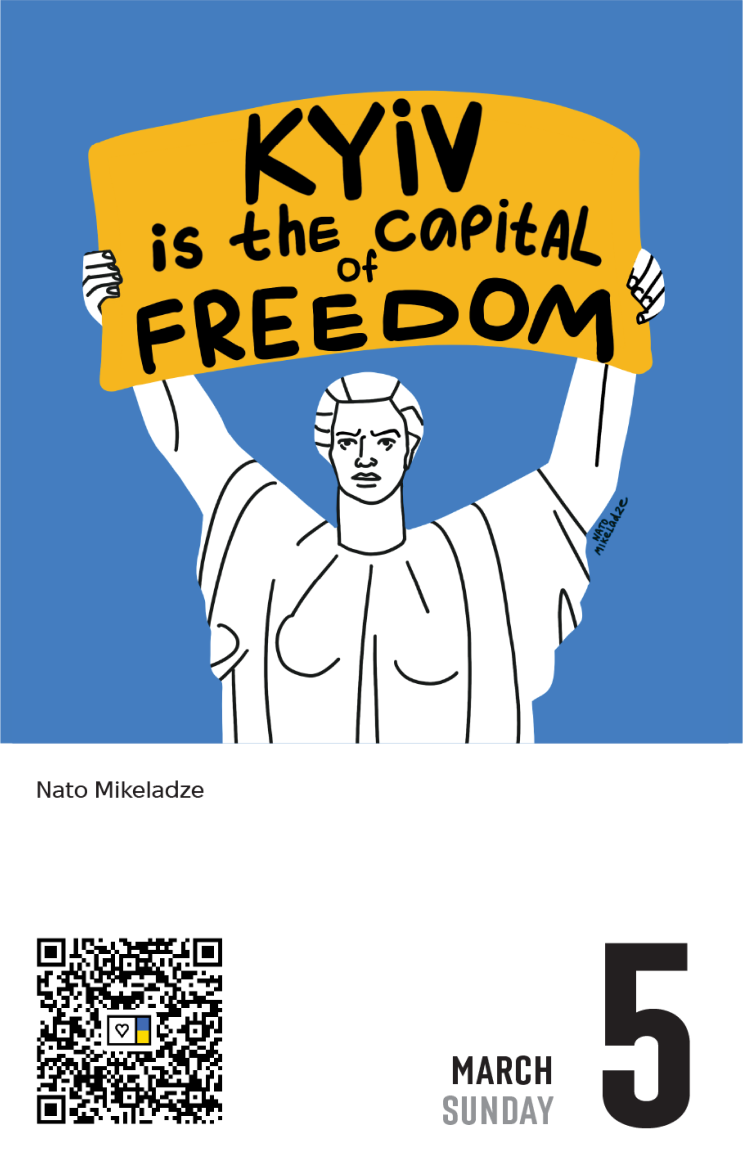 KYiV
is the capital
of
FREEDOM
NATO
MIKELADZE
Nato Mikeladze
MARCH
SUNDAY
5